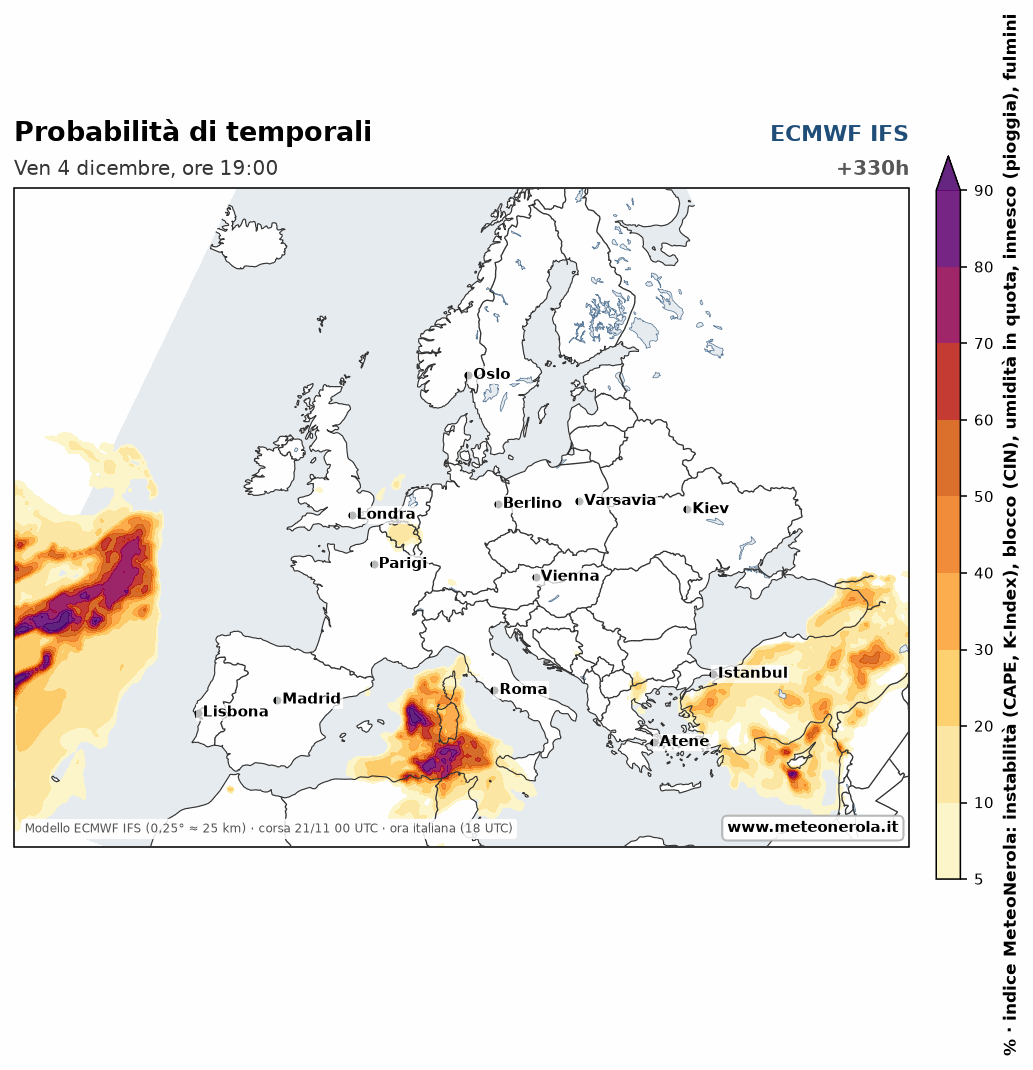 Probabilità di temporali
ECMWF IFS
Ven 4 dicembre, ore 19:00
+330h
Oslo
Londra
Berlino
Varsavia
Kiev
Parigi
Vienna
Madrid
Lisbona
Roma
Istanbul
Atene
Modello ECMWF IFS (0,25° ≈ 25 km) · corsa 21/11 00 UTC · ora italiana (18 UTC)
www.meteonerola.it
90
80
70
60
50
40
30
20
10
5
% · indice MeteoNerola: instabilità (CAPE, K-Index), blocco (CIN), umidità in quota, innesco (pioggia), fulmini